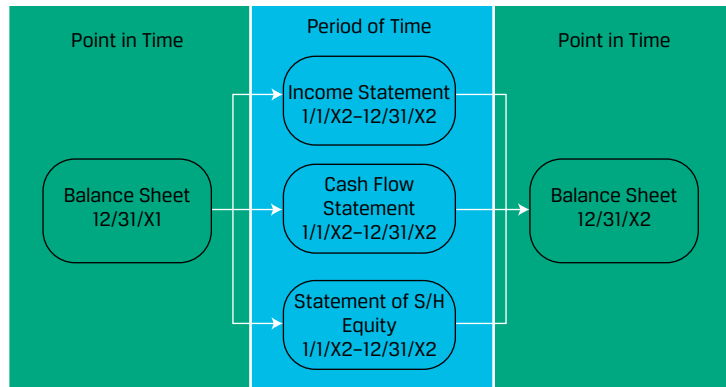 Point in Time
Period of Time
Point in Time
Income Statement
1/1/X2–12/31/X2
Balance Sheet
12/31/X1
Cash Flow
Statement
1/1/X2–12/31/X2
Balance Sheet
12/31/X2
Statement of S/H
Equity
1/1/X2–12/31/X2